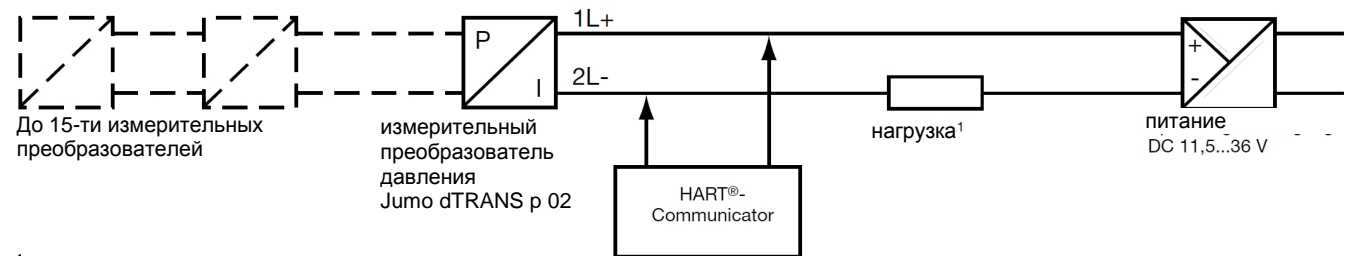 1L+
P
I
2L-
+
-
До 15-ти измерительных
преобразователей
измерительный
преобразователь
давления
Jumo dTRANS p 02
HART®-
Communicator
нагрузка¹
питание
DC 11,5...36 V